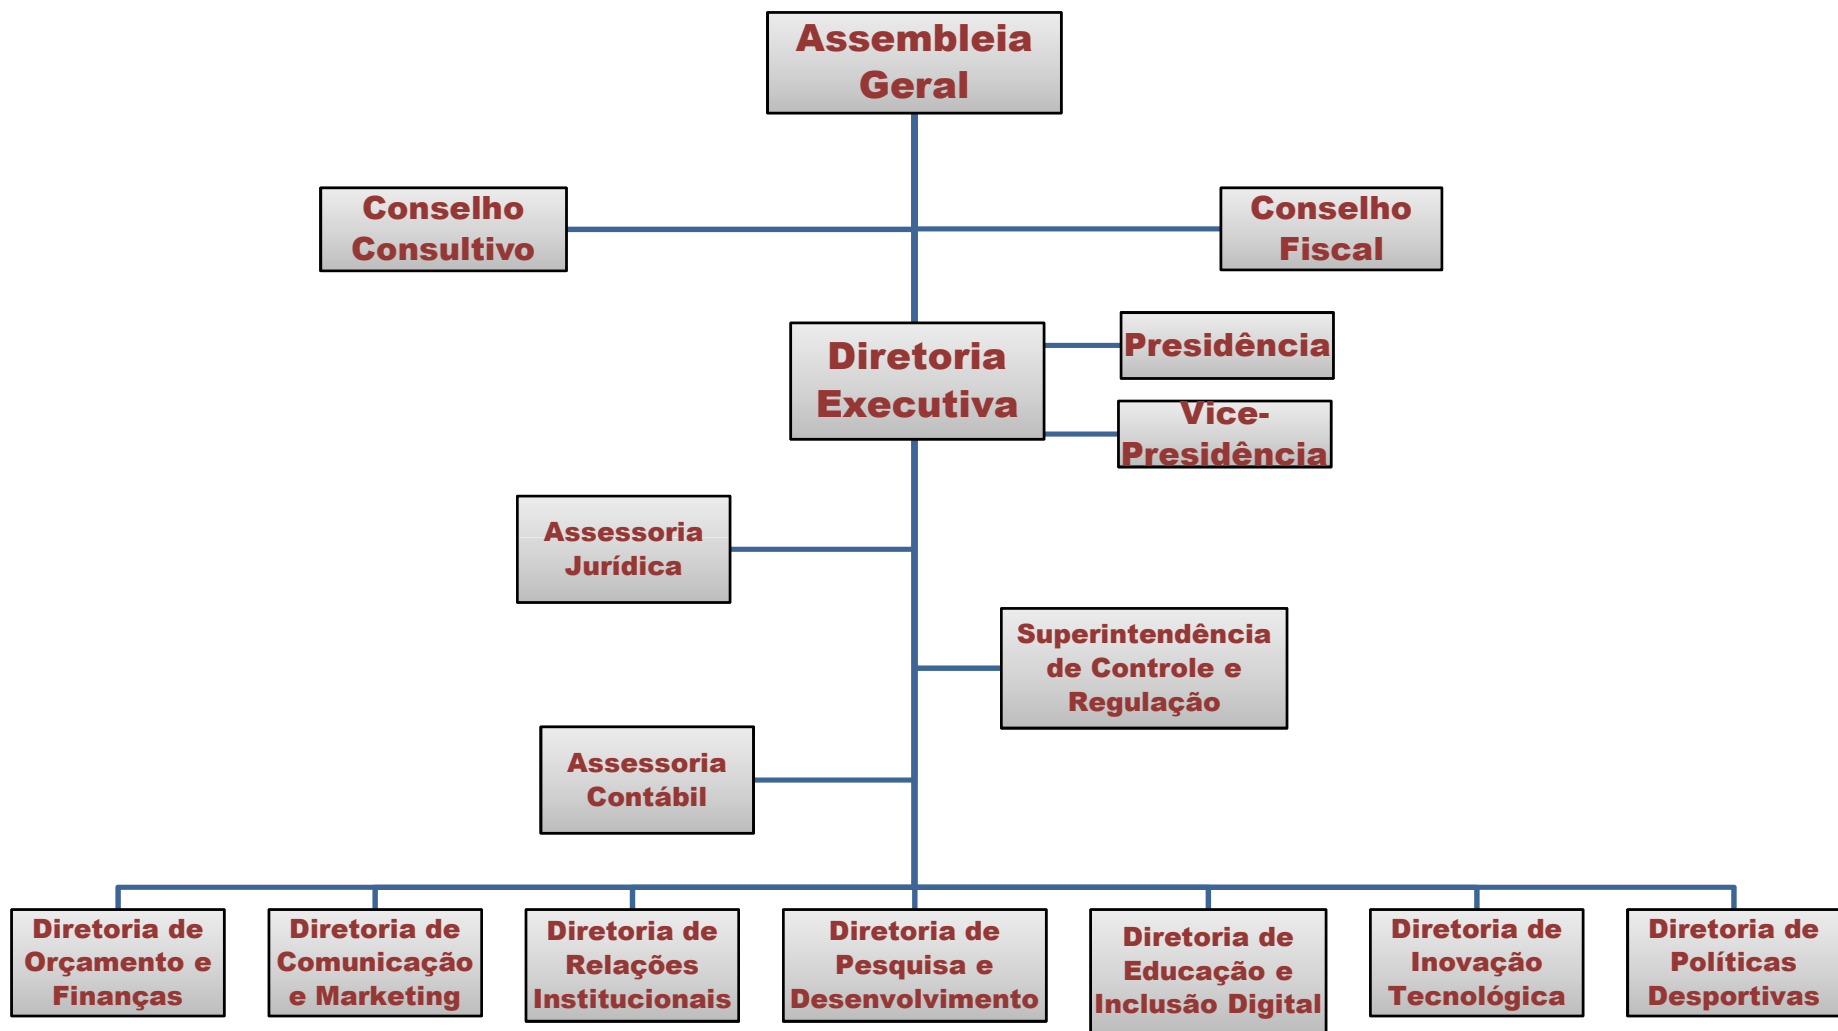 Assembleia
Geral
Conselho
Consultivo
Conselho
Fiscal
Diretoria
Executiva
Presidência
Vice-
Presidência
Assessoria
Jurídica
Superintendência
de Controle e
Regulação
Assessoria
Contábil
Diretoria de
Orçamento e
Finanças
Diretoria de
Comunicação
e Marketing
Diretoria de
Relações
Institucionais
Diretoria de
Pesquisa e
Desenvolvimento
Diretoria de
Educação e
Inclusão Digital
Diretoria de
Inovação
Tecnológica
Diretoria de
Políticas
Desportivas